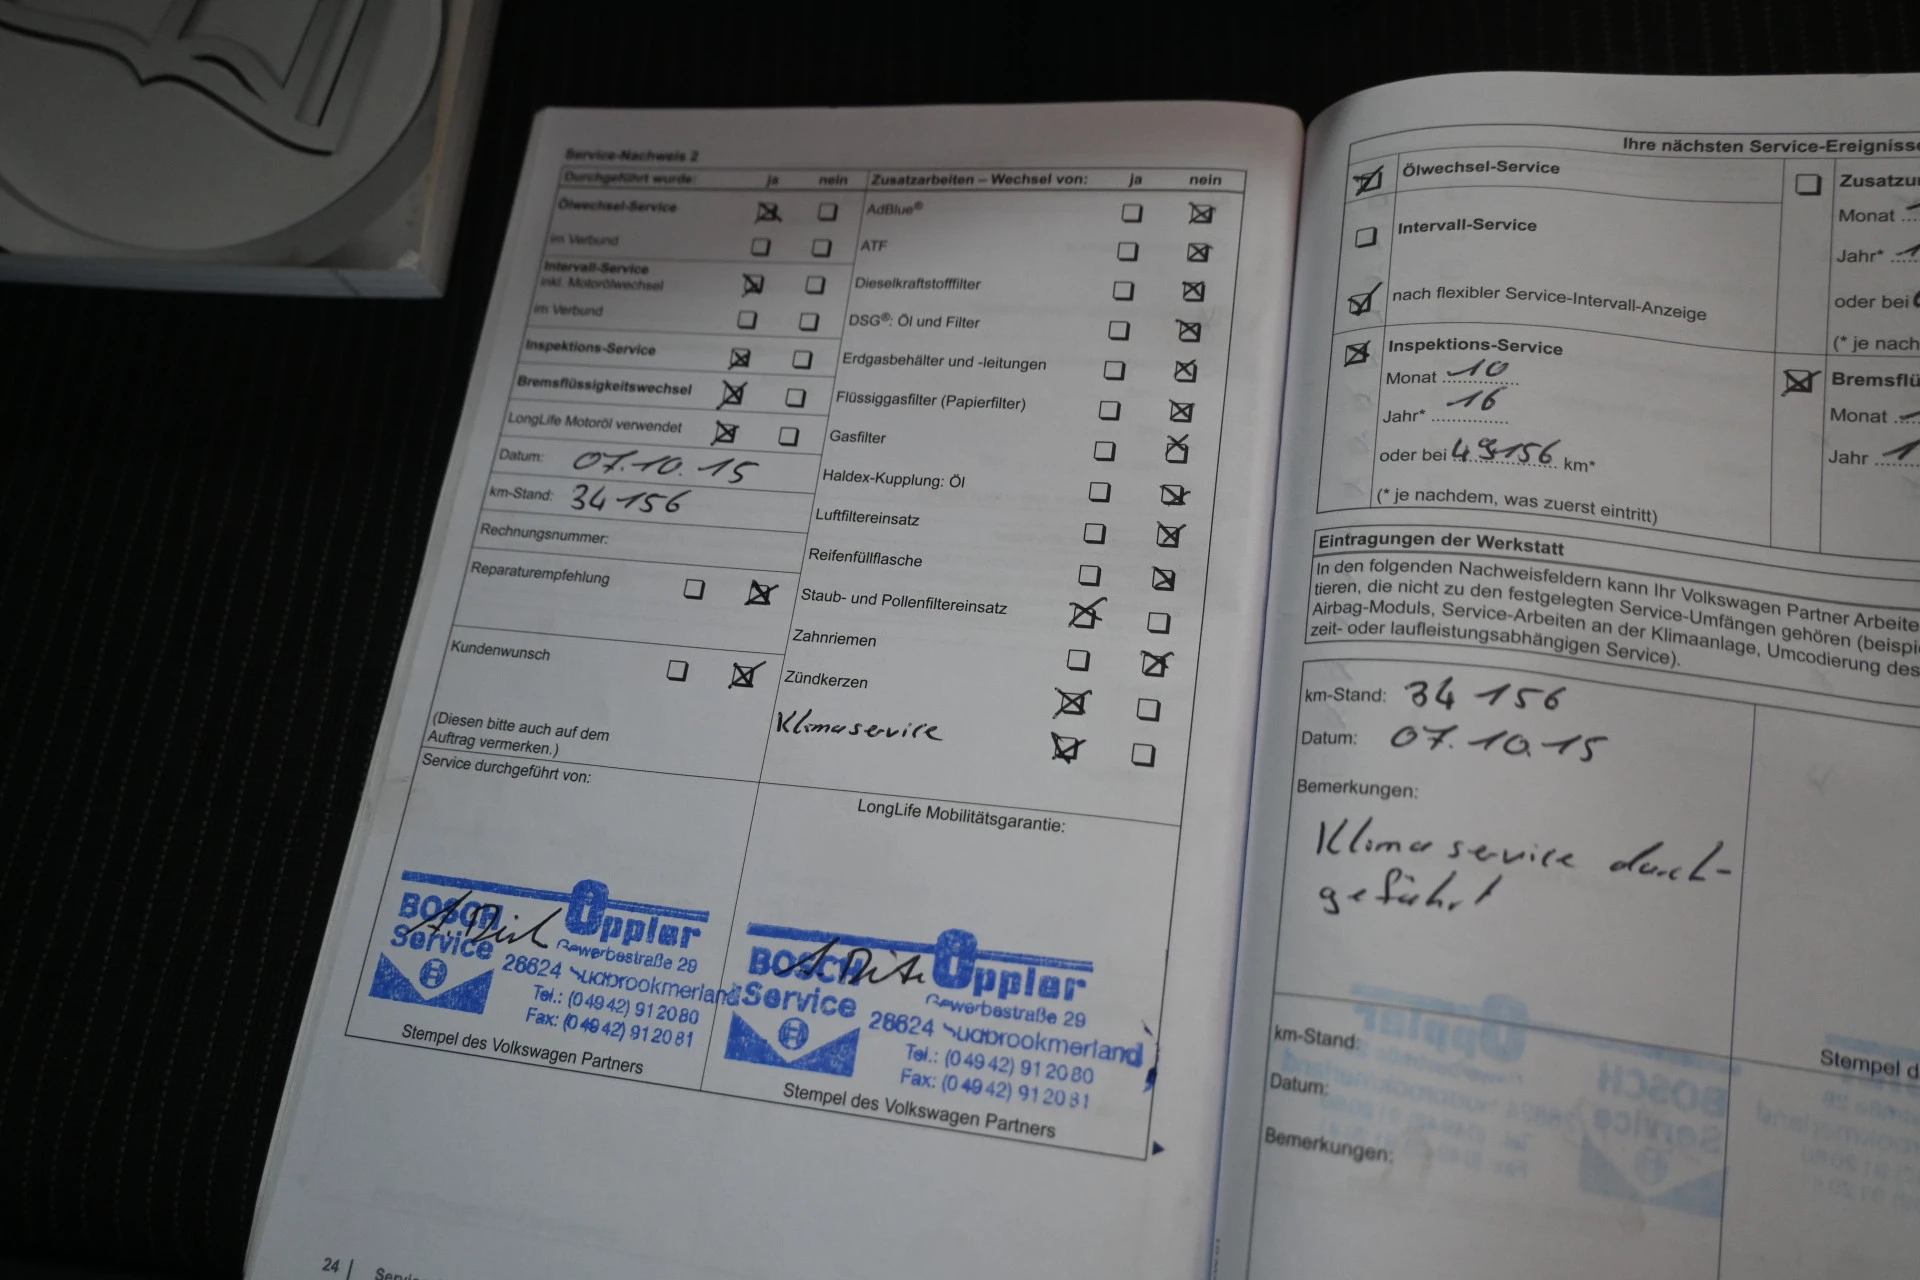 Service-Nachweis 2
Durchgeführt wurde: ja nein
Ölwechsel-Service
im Verbund
Intervall-Service
inkl. Motorölwechsel
im Verbund
Inspektions-Service
Bremsflüssigkeitswechsel
LongLife Motoröl verwendet
Datum: 07.10.15
km-Stand: 34 156
Rechnungsnummer:
Reparaturempfehlung
Kundenwunsch
(Diesen bitte auch auf dem
Auftrag vermerken.)
Zusatzarbeiten – Wechsel von: ja nein
AdBlue®
ATF
Dieselkraftstofffilter
DSG®: Öl und Filter
Erdgasbehälter und -leitungen
Flüssiggasfilter (Papierfilter)
Gasfilter
Haldex-Kupplung: Öl
Luftfiltereinsatz
Reifenfüllflasche
Staub- und Pollenfiltereinsatz
Zahnriemen
Zündkerzen
Klimaservice
Service durchgeführt von:
BOSCH Üppler
Service Gewerbestraße 29
26624 Südbrookmerland
Tel.: (04942) 912080
Fax: (04942) 912081
Stempel des Volkswagen Partners
LongLife Mobilitätsgarantie:
BOSCH Üppler
Service Gewerbestraße 29
26624 Südbrookmerland
Tel.: (04942) 912080
Fax: (04942) 912081
Stempel des Volkswagen Partners
24
Ihre nächsten Service-Ereignisse
Ölwechsel-Service
Intervall-Service
nach flexibler Service-Intervall-Anzeige
Inspektions-Service
Monat 10
Jahr* 16
oder bei 49156 km*
(* je nachdem, was zuerst eintritt)
Monat
Jahr*
oder bei
(* je nach
Monat
Jahr
Eintragungen der Werkstatt
In den folgenden Nachweisfeldern kann Ihr Volkswagen Partner Arbeite
tieren, die nicht zu den festgelegten Service-Umfängen gehören (beispi
Airbag-Moduls, Service-Arbeiten an der Klimaanlage, Umcodierung des
zeit- oder laufleistungsabhängigen Service).
km-Stand: 34 156
Datum: 07.10.15
Bemerkungen:
Klimaservice durch-
geführt
Stempel d
km-Stand:
Datum:
Bemerkungen: